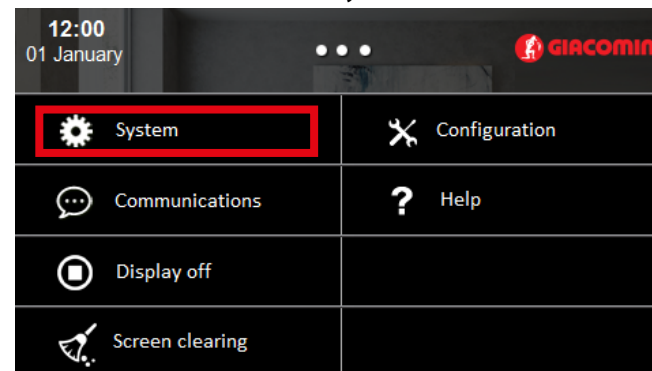 12:00
01 January
GIACOMIN
System
Configuration
Communications
Help
Display off
Screen clearing